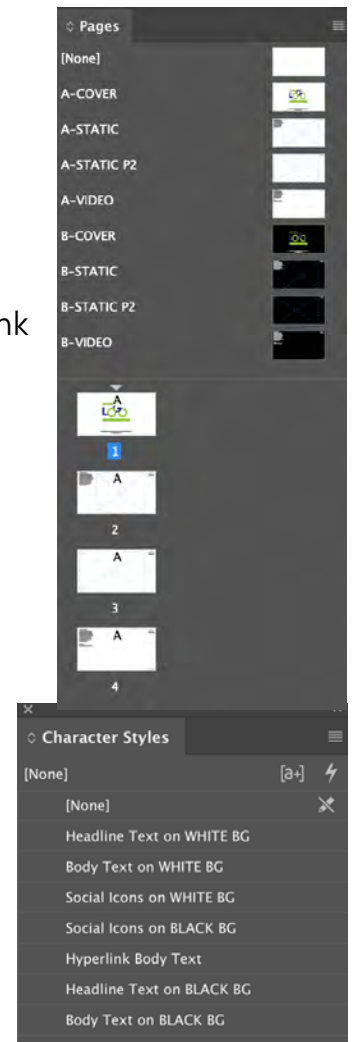 Pages
[None]
A-COVER
A-STATIC
A-STATIC P2
A-VIDEO
B-COVER
B-STATIC
B-STATIC P2
nk
B-VIDEO
A
1
A
2
A
3
A
4
Character Styles
[None] [a+]
[None]
Headline Text on WHITE BG
Body Text on WHITE BG
Social Icons on WHITE BG
Social Icons on BLACK BG
Hyperlink Body Text
Headline Text on BLACK BG
Body Text on BLACK BG